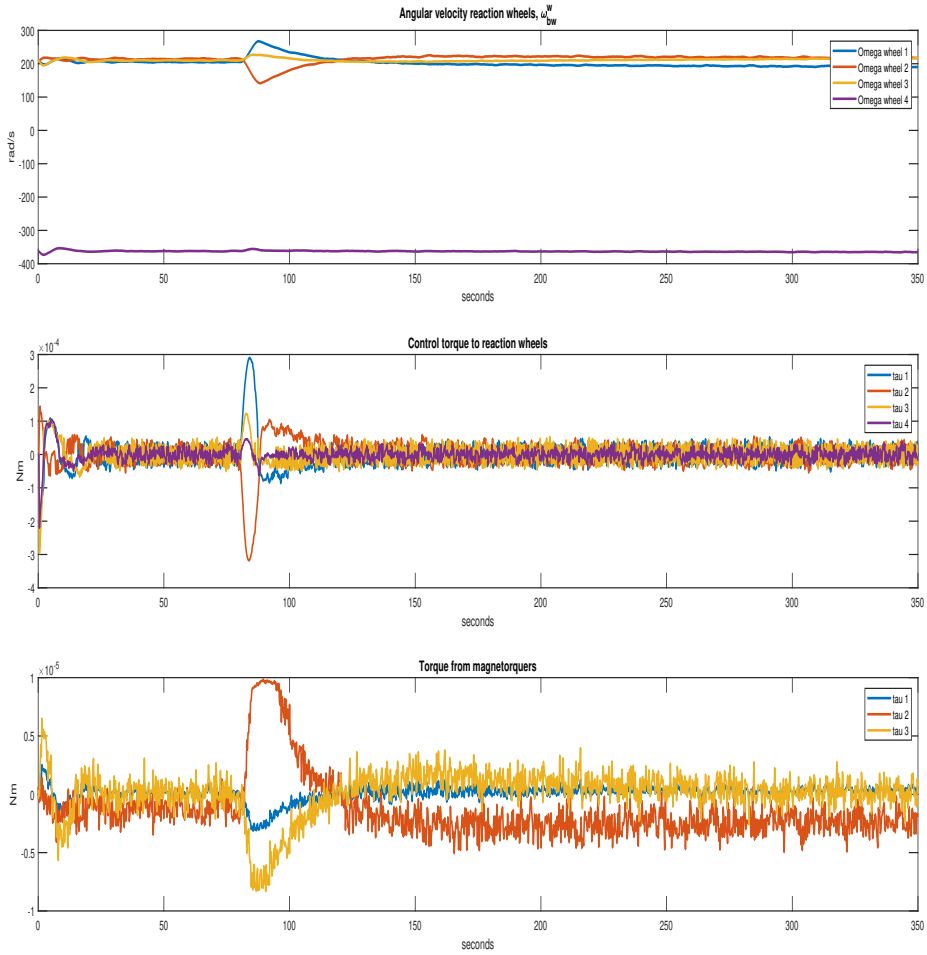 Angular velocity reaction wheels, ω_bw^w
300
200
100
0
-100
-200
-300
-400
rad/s
0 50 100 150 200 250 300 350
seconds
Omega wheel 1
Omega wheel 2
Omega wheel 3
Omega wheel 4
Control torque to reaction wheels
×10^-4
3
2
1
0
-1
-2
-3
-4
Nm
0 50 100 150 200 250 300 350
seconds
tau 1
tau 2
tau 3
tau 4
Torque from magnetorquers
×10^-5
1
0.5
0
-0.5
-1
Nm
0 50 100 150 200 250 300 350
seconds
tau 1
tau 2
tau 3